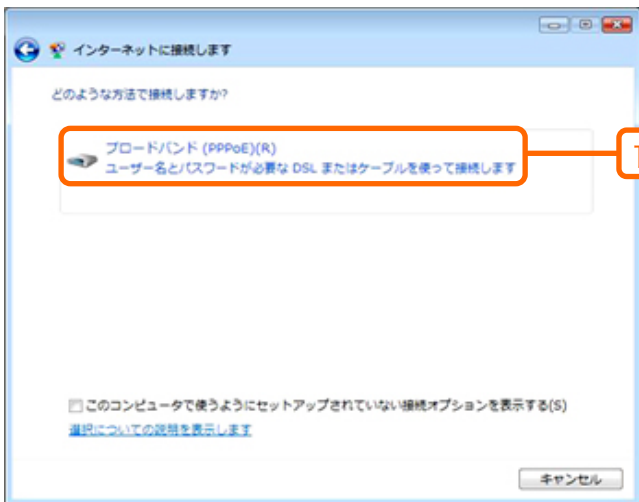 インターネットに接続します
どのような方法で接続しますか?
ブロードバンド (PPPoE)(R)
ユーザー名とパスワードが必要な DSL またはケーブルを使って接続します
1
このコンピュータで使うようにセットアップされていない接続オプションを表示する(S)
選択についての説明を表示します
キャンセル